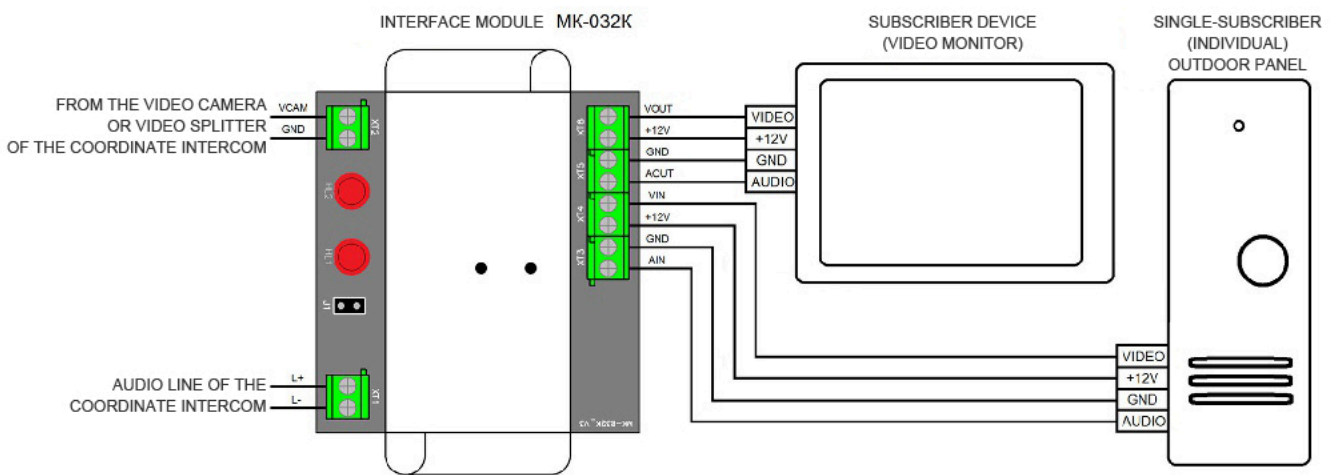 INTERFACE MODULE МК-032К
SUBSCRIBER DEVICE
(VIDEO MONITOR)
SINGLE-SUBSCRIBER
(INDIVIDUAL)
OUTDOOR PANEL
FROM THE VIDEO CAMERA
OR VIDEO SPLITTER
OF THE COORDINATE INTERCOM
VCAM
GND
XT2
HL2
HL1
J1
AUDIO LINE OF THE
COORDINATE INTERCOM
L+
L-
XT1
XT6
XT5
XT4
XT3
VOUT
+12V
GND
ACUT
VIN
+12V
GND
AIN
MK-832K_V3
VIDEO
+12V
GND
AUDIO
VIDEO
+12V
GND
AUDIO